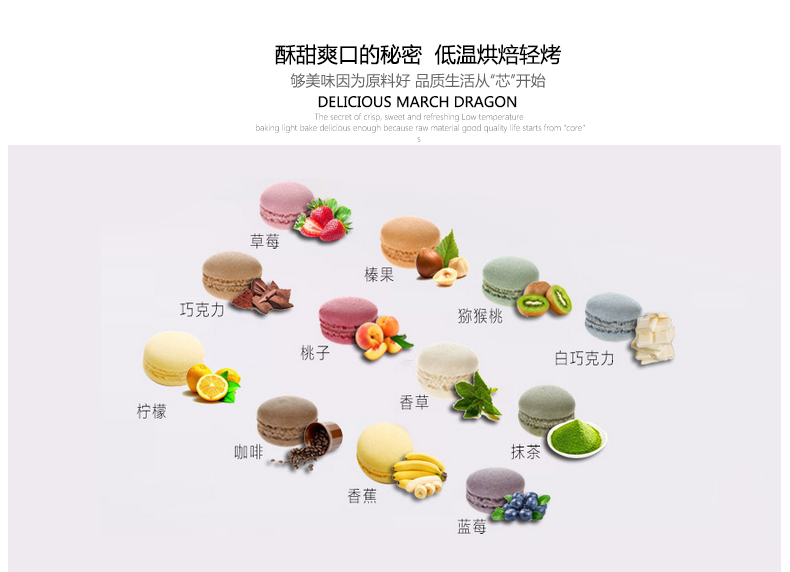 酥甜爽口的秘密 低温烘焙轻烤
够美味因为原料好 品质生活从“芯”开始
DELICIOUS MARCH DRAGON
The secret of crisp, sweet and refreshing Low temperature
baking light bake delicious enough because raw material good quality life starts from "core"
s
草莓
榛果
巧克力
猕猴桃
桃子
白巧克力
香草
柠檬
咖啡
抹茶
香蕉
蓝莓